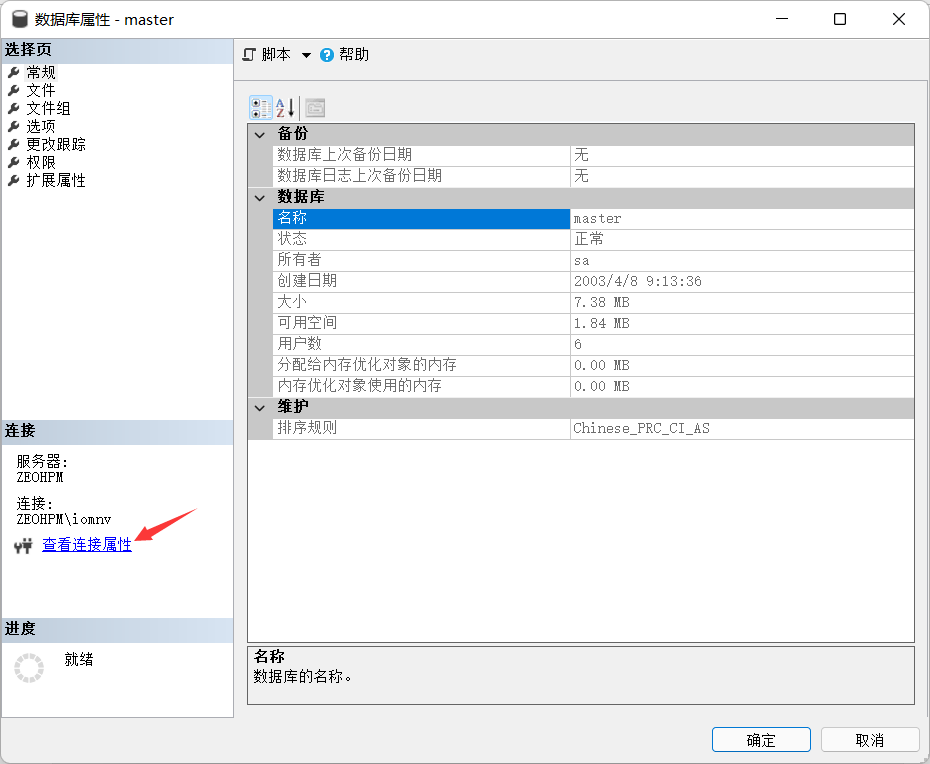 数据库属性 - master
选择页
常规
文件
文件组
选项
更改跟踪
权限
扩展属性
连接
服务器:
ZEOHPM
连接:
ZEOHPM\iomnv
查看连接属性
进度
就绪
脚本 帮助
备份
数据库上次备份日期 无
数据库日志上次备份日期 无
数据库
名称 master
状态 正常
所有者 sa
创建日期 2003/4/8 9:13:36
大小 7.38 MB
可用空间 1.84 MB
用户数 6
分配给内存优化对象的内存 0.00 MB
内存优化对象使用的内存 0.00 MB
维护
排序规则 Chinese_PRC_CI_AS
名称
数据库的名称。
确定 取消